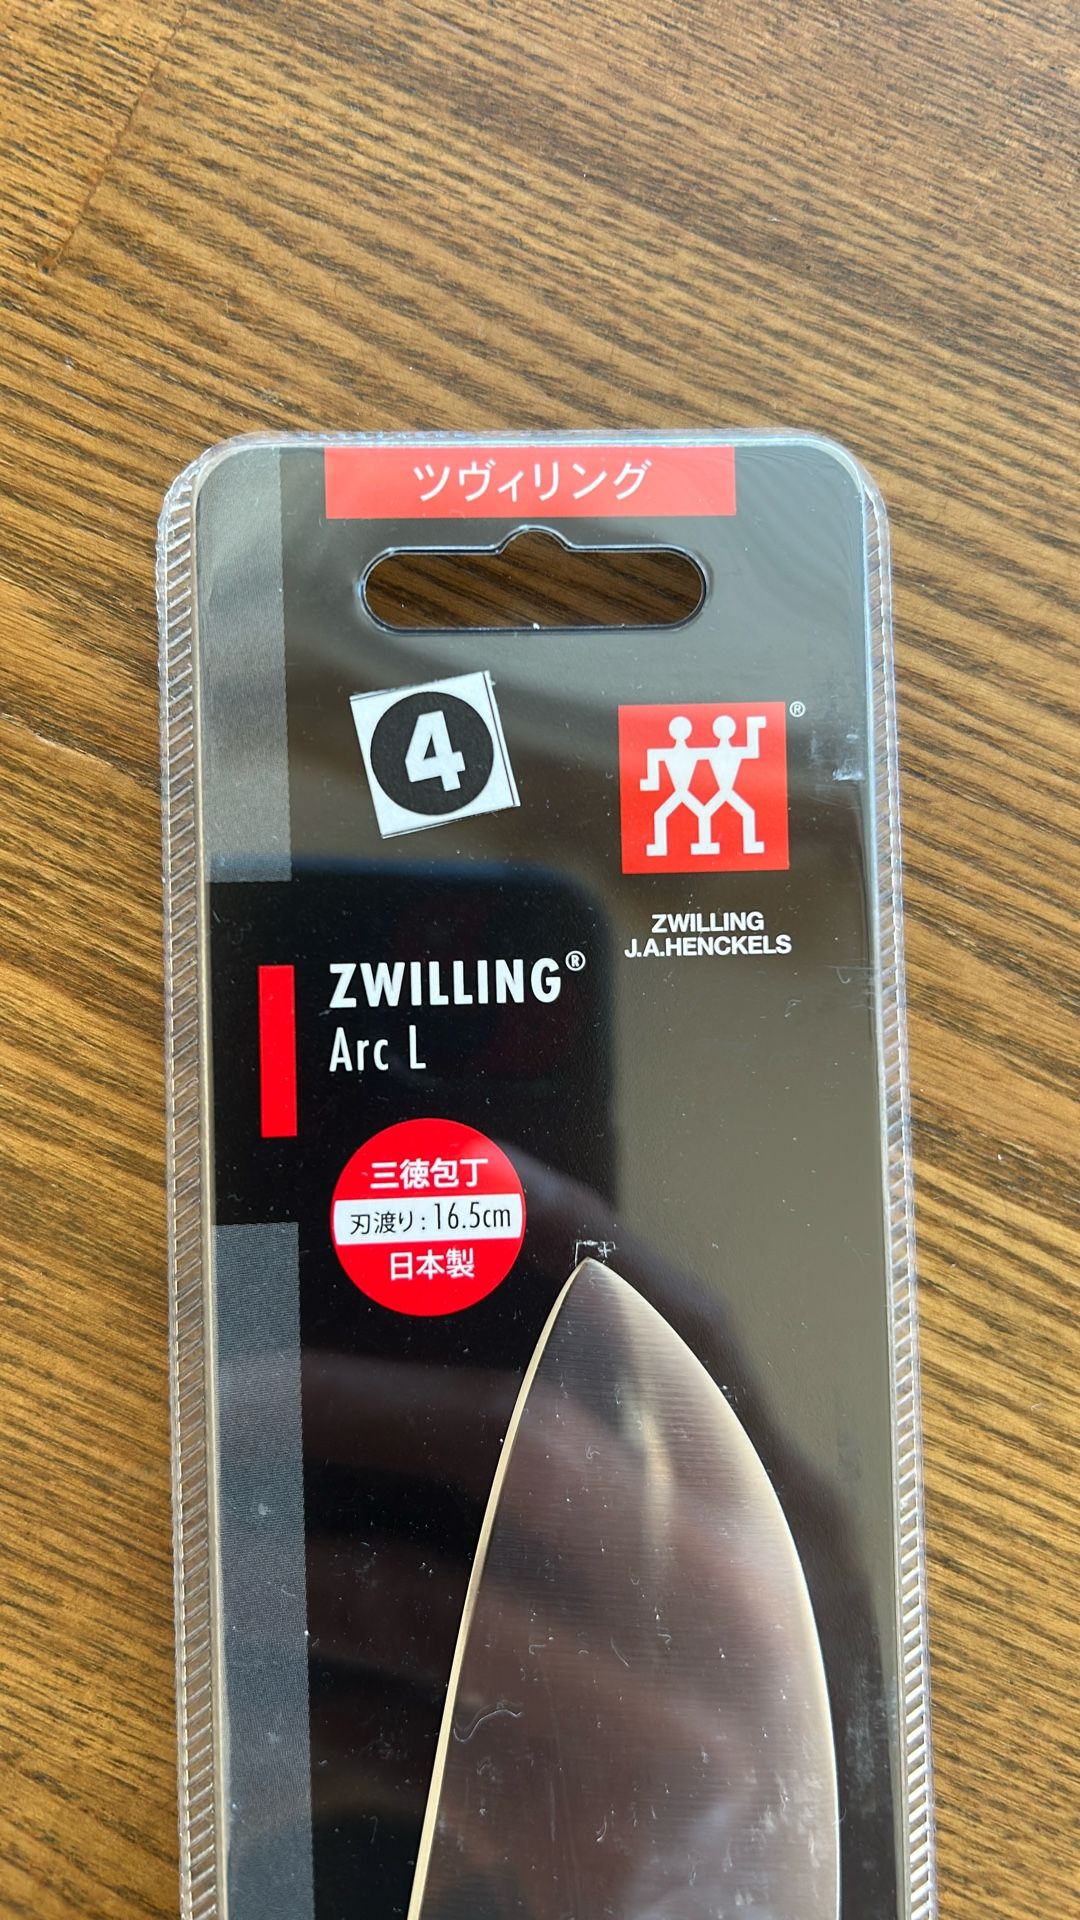 ツヴィリング
4
®
ZWILLING
J.A.HENCKELS
ZWILLING®
Arc L
三徳包丁
刃渡り:16.5cm
日本製